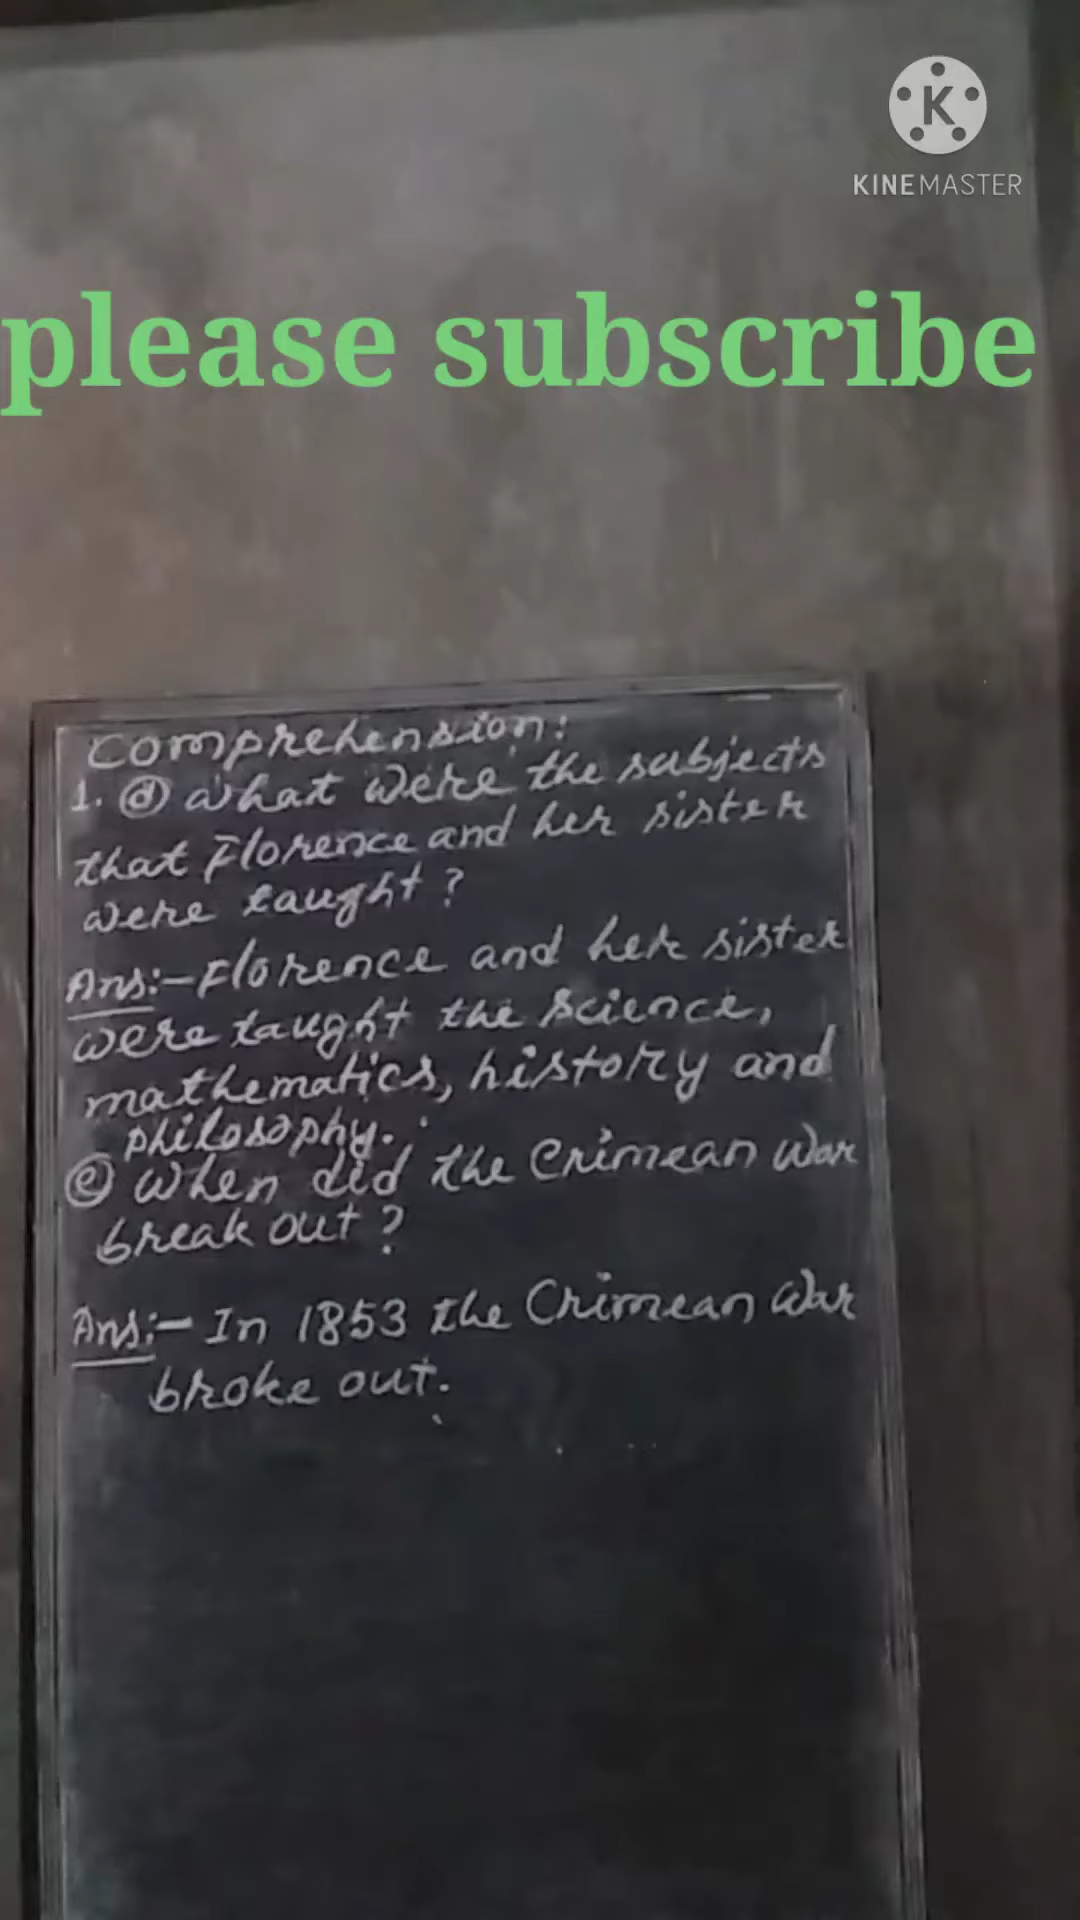 K
KINEMASTER
please subscribe
Comprehension:
1. (d) What were the subjects
that Florence and her sister
were taught?
Ans:- Florence and her sister
were taught the science,
mathematics, history and
philosophy.
(e) When did the Crimean War
break out?
Ans:- In 1853 the Crimean War
broke out.